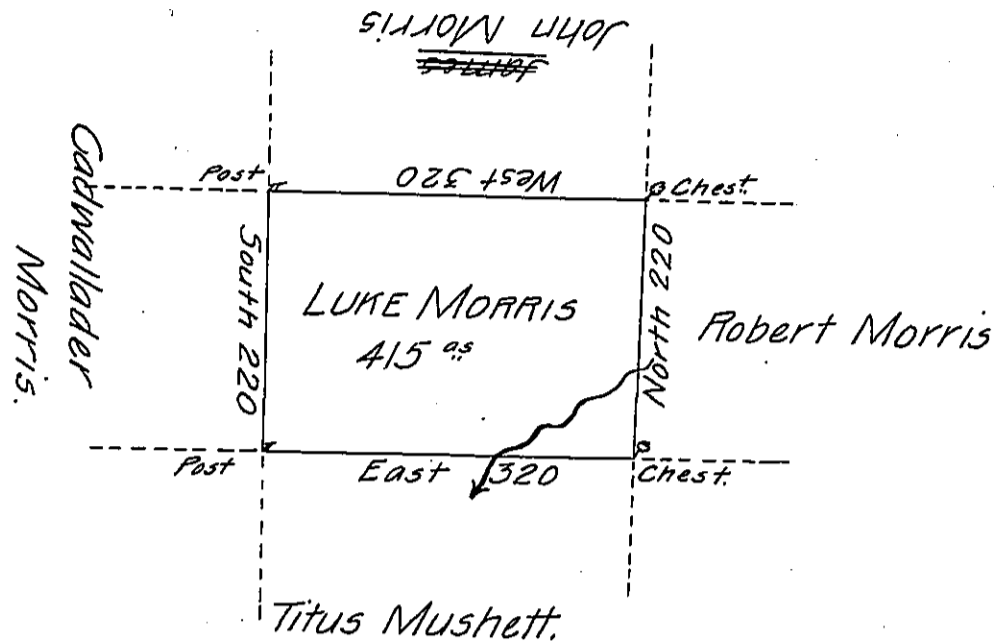 John Morris
James
Post
West 320
Chest.
Cadwallader
Morris.
South 220
LUKE MORRIS
415 as
North 220
Robert Morris
Post
East 320
Chest.
Titus Mushett.